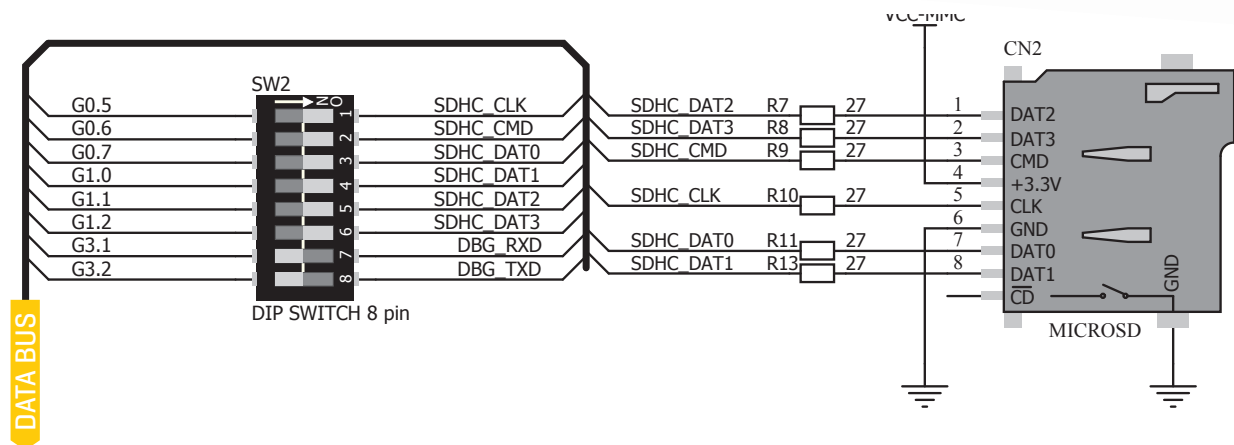 VCC-MMC
CN2
SW2
NO
G0.5 1 SDHC_CLK SDHC_DAT2 R7 27 1 DAT2
G0.6 2 SDHC_CMD SDHC_DAT3 R8 27 2 DAT3
G0.7 3 SDHC_DAT0 SDHC_CMD R9 27 3 CMD
G1.0 4 SDHC_DAT1 4 +3.3V
G1.1 5 SDHC_DAT2 SDHC_CLK R10 27 5 CLK
G1.2 6 SDHC_DAT3 6 GND
G3.1 7 DBG_RXD SDHC_DAT0 R11 27 7 DAT0
G3.2 8 DBG_TXD SDHC_DAT1 R13 27 8 DAT1
CD GND
DIP SWITCH 8 pin
MICROSD
DATA BUS